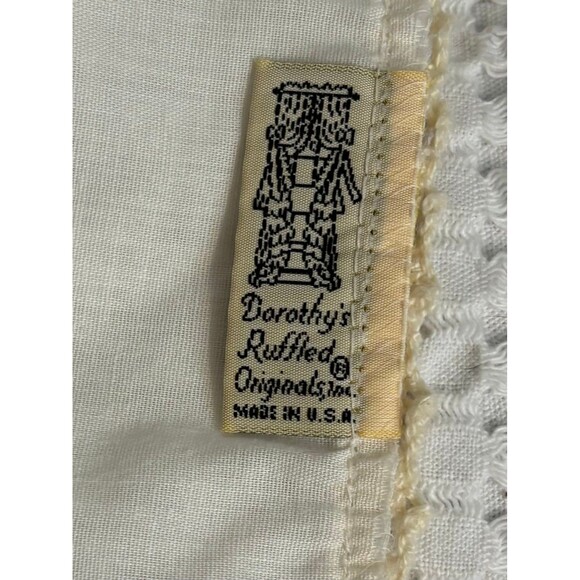 Dorothy's
Ruffled®
Originals, Inc.
MADE IN U.S.A.